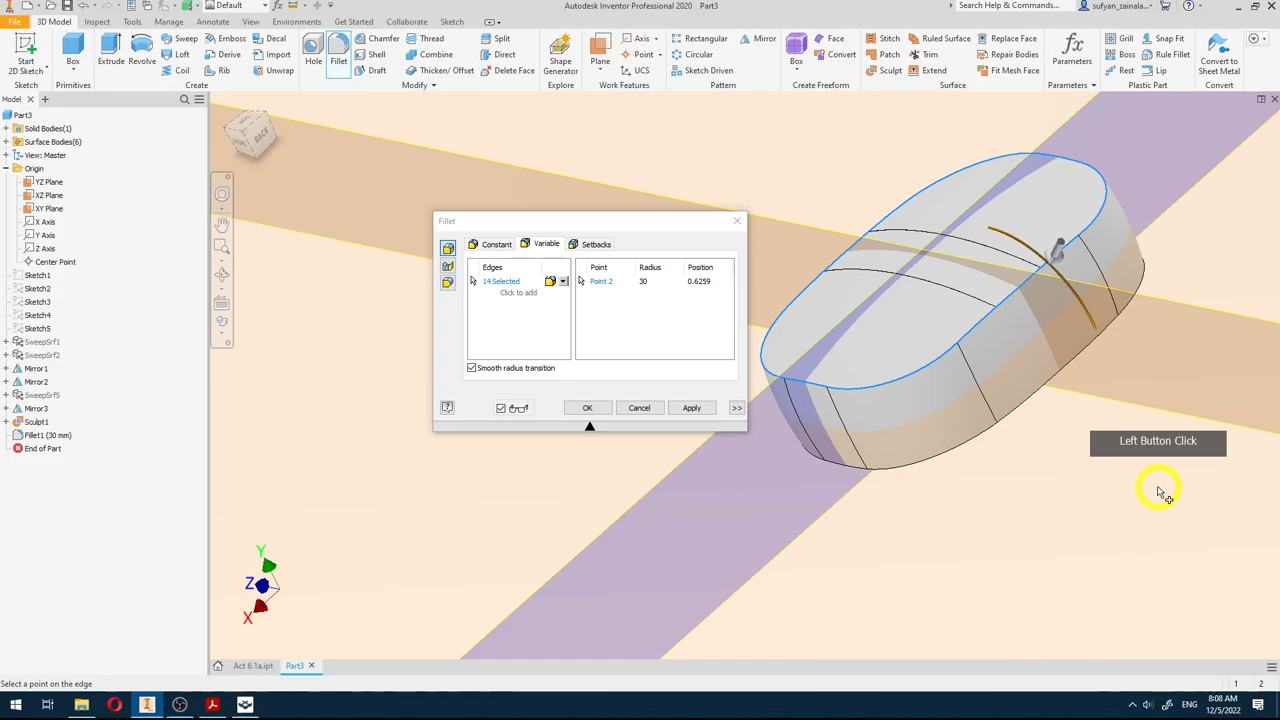 Default
Autodesk Inventor Professional 2020 Part3
Search Help & Commands...
sufyan_zainala...
File 3D Model Sketch Annotate Inspect Tools Manage View Environments Get Started Collaborate
Start
2D Sketch
Sketch
Box
Primitives
Extrude
Revolve
Sweep
Loft
Coil
Emboss
Derive
Rib
Decal
Import
Unwrap
Create
Hole
Fillet
Chamfer
Shell
Draft
Thread
Combine
Thicken/ Offset
Split
Direct
Delete Face
Modify
Shape
Generator
Explore
Plane
Axis
Point
UCS
Work Features
Rectangular
Circular
Sketch Driven
Mirror
Pattern
Box
Face
Convert
Create Freeform
Stitch
Patch
Sculpt
Ruled Surface
Trim
Extend
Replace Face
Repair Bodies
Fit Mesh Face
Surface
Parameters
Parameters
Grill
Boss
Rest
Snap Fit
Rule Fillet
Lip
Plastic Part
Convert to
Sheet Metal
Convert
Model
Part3
Solid Bodies(1)
Surface Bodies(6)
View: Master
Origin
YZ Plane
XZ Plane
XY Plane
X Axis
Y Axis
Z Axis
Center Point
Sketch1
Sketch2
Sketch3
Sketch4
Sketch5
SweepSrf1
SweepSrf2
Mirror1
Mirror2
SweepSrf5
Mirror3
Sculpt1
Fillet1 (30 mm)
End of Part
BACK
Fillet
Constant Variable Setbacks
Edges
14 Selected
Click to add
Point Radius Position
Point 2 30 0.6259
Smooth radius transition
OK Cancel Apply >>
Left Button Click
Y
Z
X
Act 6.1a.ipt Part3
Select a point on the edge
1 2
ENG
8:08 AM
12/5/2022